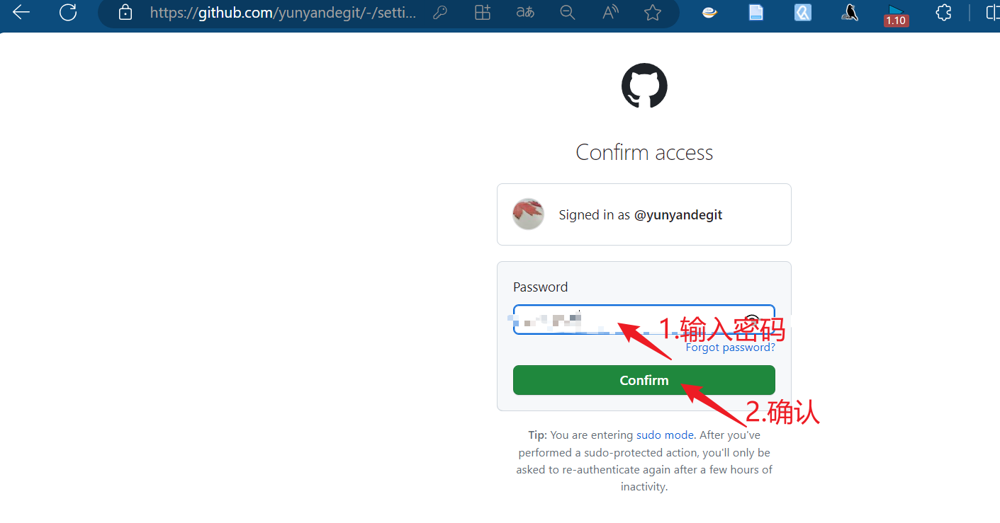 https://github.com/yunyandegit/-/setti...
1.10
Confirm access
Signed in as @yunyandegit
Password
1.输入密码
Forgot password?
Confirm
2.确认
Tip: You are entering sudo mode. After you've
performed a sudo-protected action, you'll only be
asked to re-authenticate again after a few hours of
inactivity.